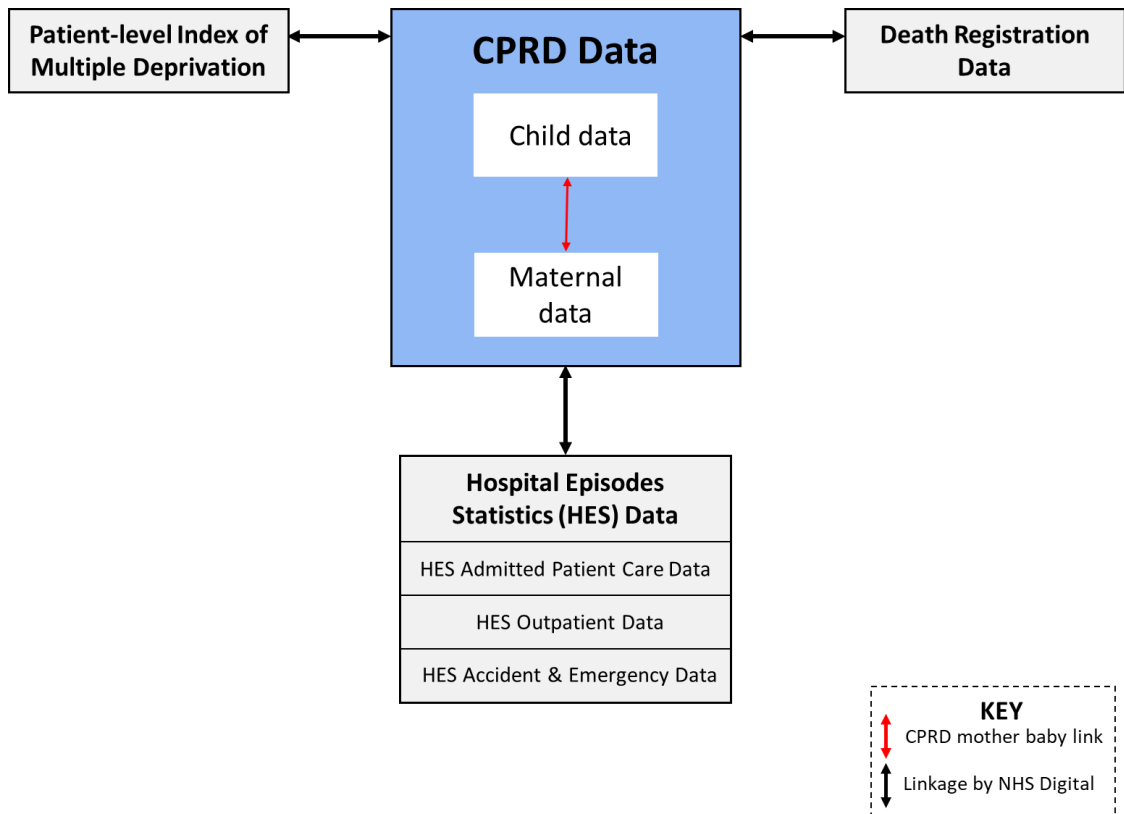 Patient-level Index of
Multiple Deprivation
CPRD Data
Death Registration
Data
Child data
Maternal
data
Hospital Episodes
Statistics (HES) Data
HES Admitted Patient Care Data
HES Outpatient Data
HES Accident & Emergency Data
KEY
CPRD mother baby link
Linkage by NHS Digital